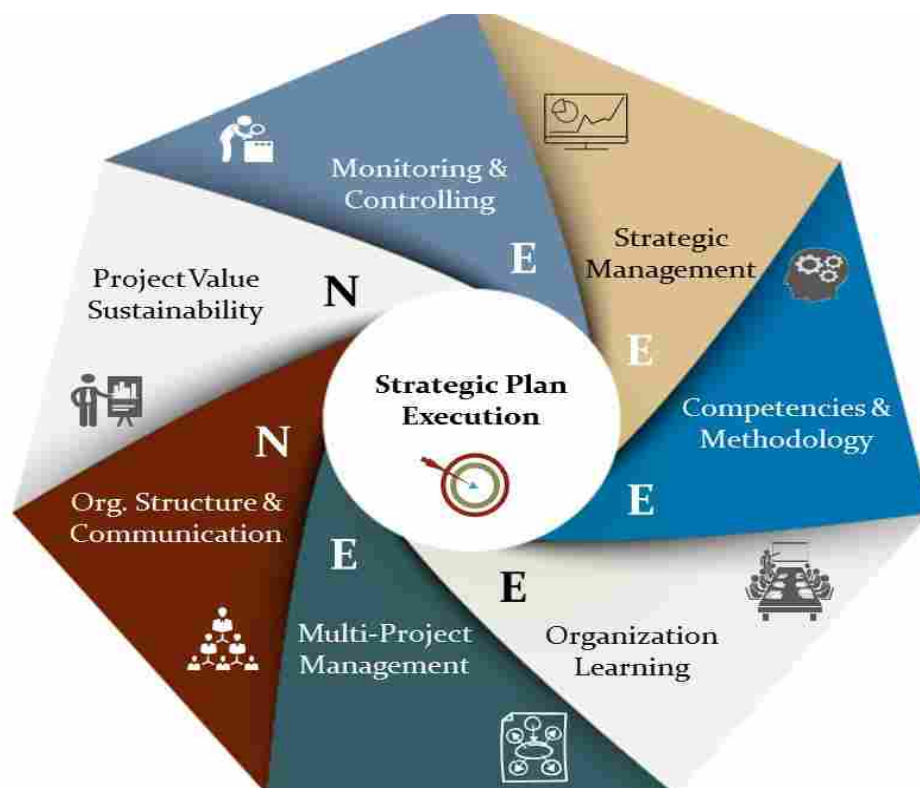 Monitoring &
Controlling
E
Strategic
Management
E
Competencies &
Methodology
E
Organization
Learning
E
Multi-Project
Management
E
Org. Structure &
Communication
N
Project Value
Sustainability
N
Strategic Plan
Execution